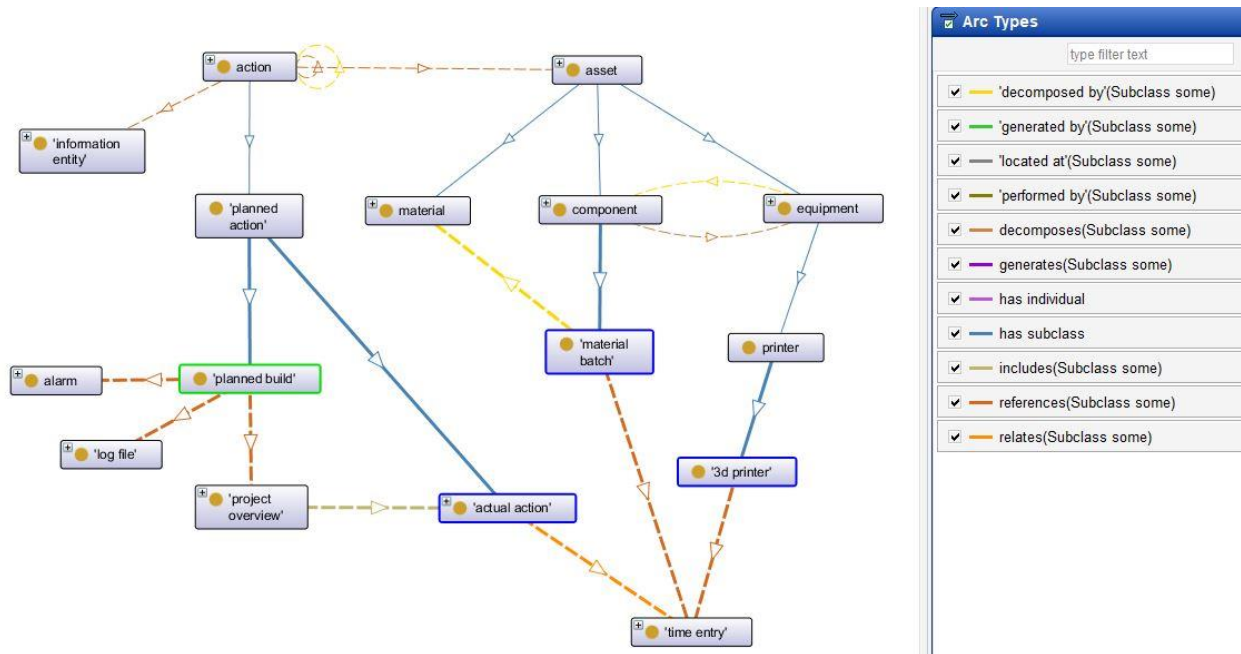 action
asset
'information
entity'
'planned
action'
material
component
equipment
'material
batch'
printer
alarm
'planned build'
'log file'
'3d printer'
'project
overview'
'actual action'
'time entry'
Arc Types
type filter text
'decomposed by'(Subclass some)
'generated by'(Subclass some)
'located at'(Subclass some)
'performed by'(Subclass some)
decomposes(Subclass some)
generates(Subclass some)
has individual
has subclass
includes(Subclass some)
references(Subclass some)
relates(Subclass some)